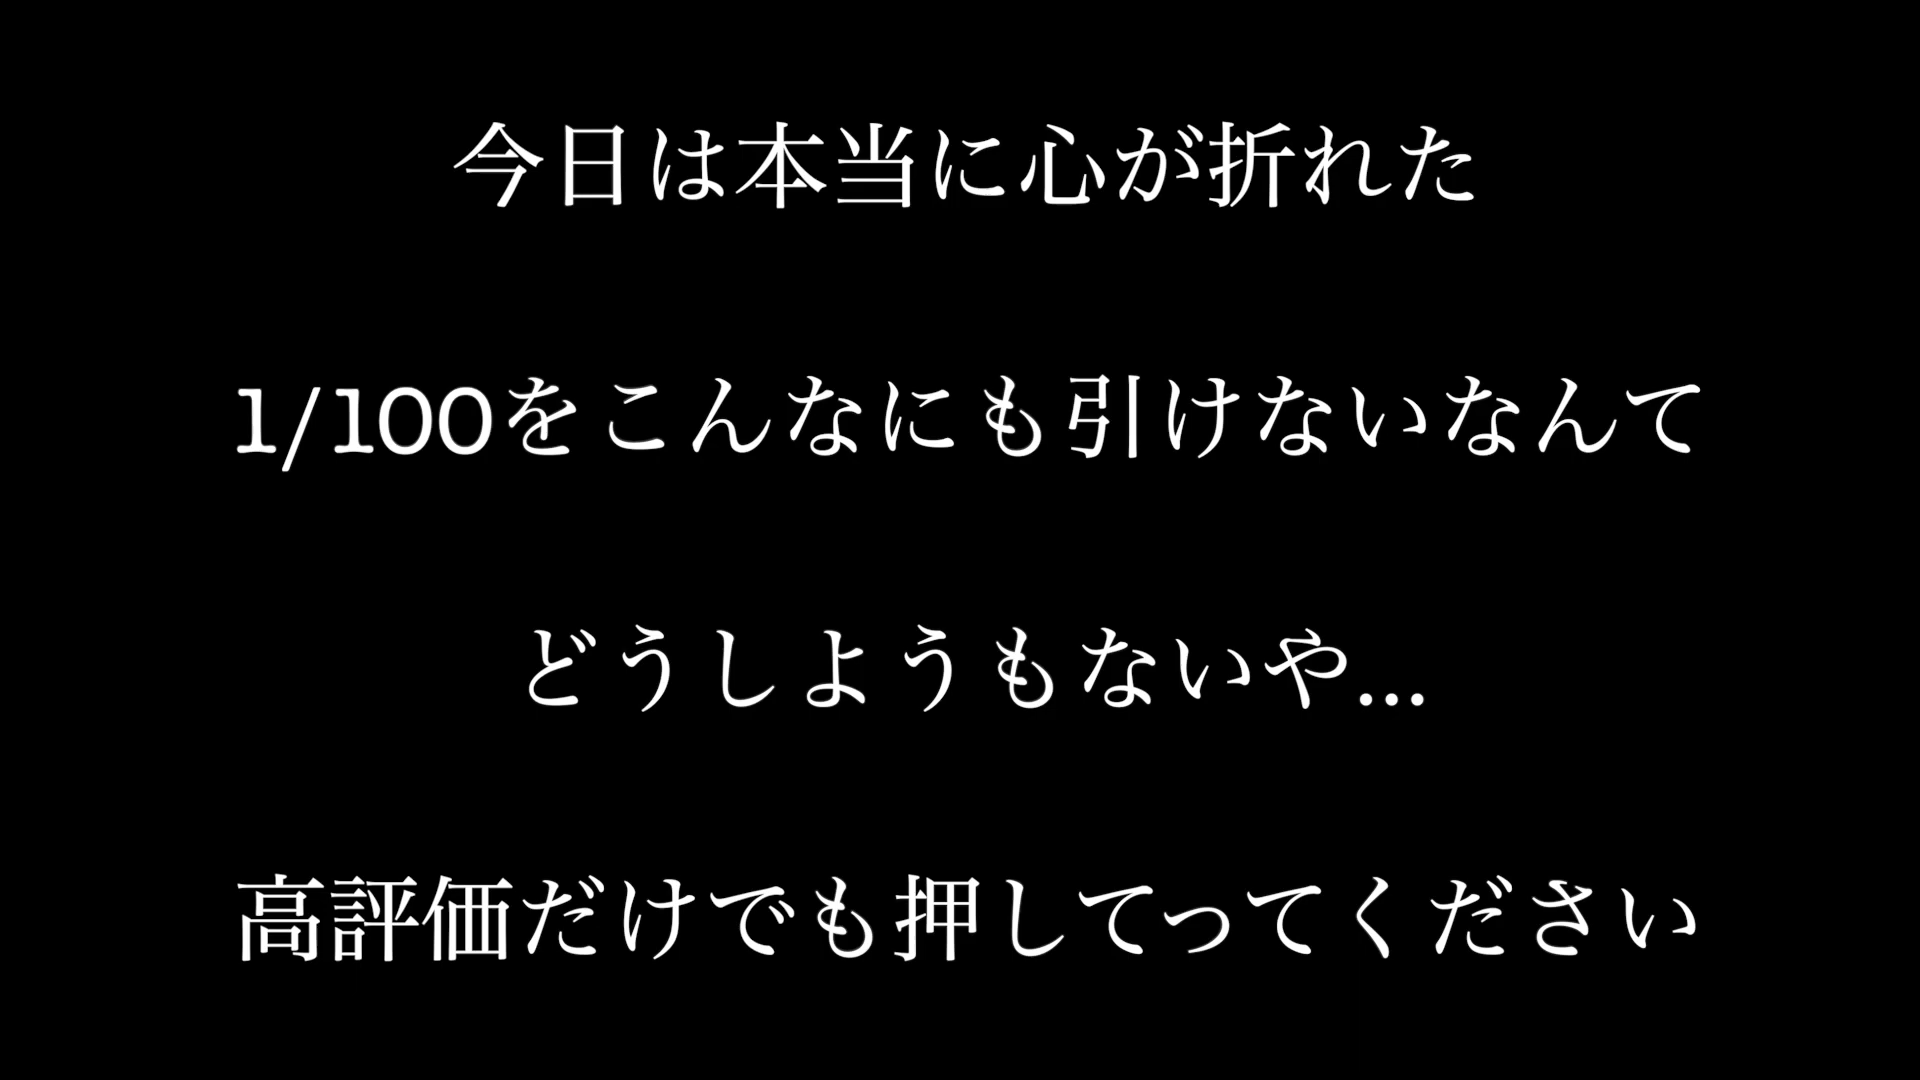 今日は本当に心が折れた
1/100をこんなにも引けないなんて
どうしようもないや...
高評価だけでも押してってください